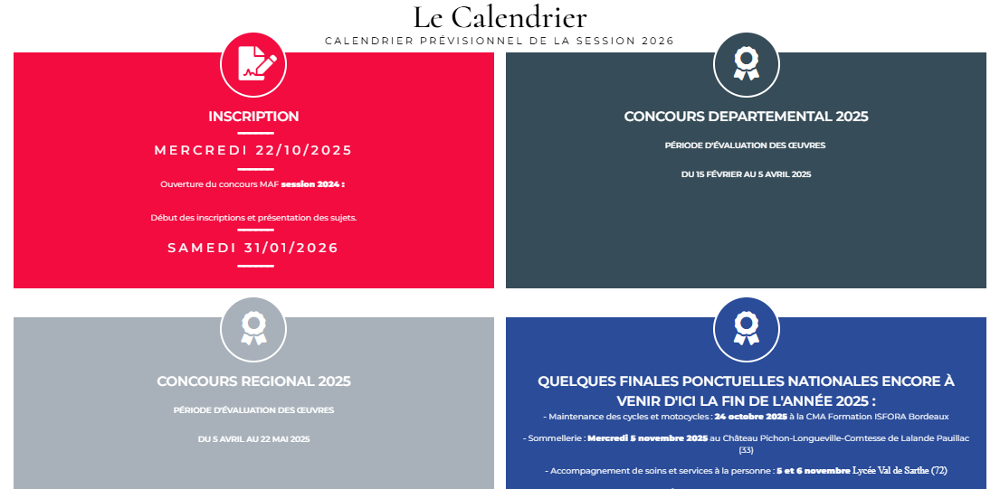 Le Calendrier
CALENDRIER PRÉVISIONNEL DE LA SESSION 2026
INSCRIPTION
MERCREDI 22/10/2025
Ouverture du concours MAF session 2024 :
Début des inscriptions et présentation des sujets.
SAMEDI 31/01/2026
CONCOURS DEPARTEMENTAL 2025
PÉRIODE D'ÉVALUATION DES ŒUVRES
DU 15 FÉVRIER AU 5 AVRIL 2025
CONCOURS REGIONAL 2025
PÉRIODE D'ÉVALUATION DES ŒUVRES
DU 5 AVRIL AU 22 MAI 2025
QUELQUES FINALES PONCTUELLES NATIONALES ENCORE À
VENIR D'ICI LA FIN DE L'ANNÉE 2025 :
- Maintenance des cycles et motocycles : 24 octobre 2025 à la CMA Formation ISFORA Bordeaux
- Sommellerie : Mercredi 5 novembre 2025 au Château Pichon-Longueville-Comtesse de Lalande Pauillac
(33)
- Accompagnement de soins et services à la personne : 5 et 6 novembre Lycée Val de Sarthe (72)